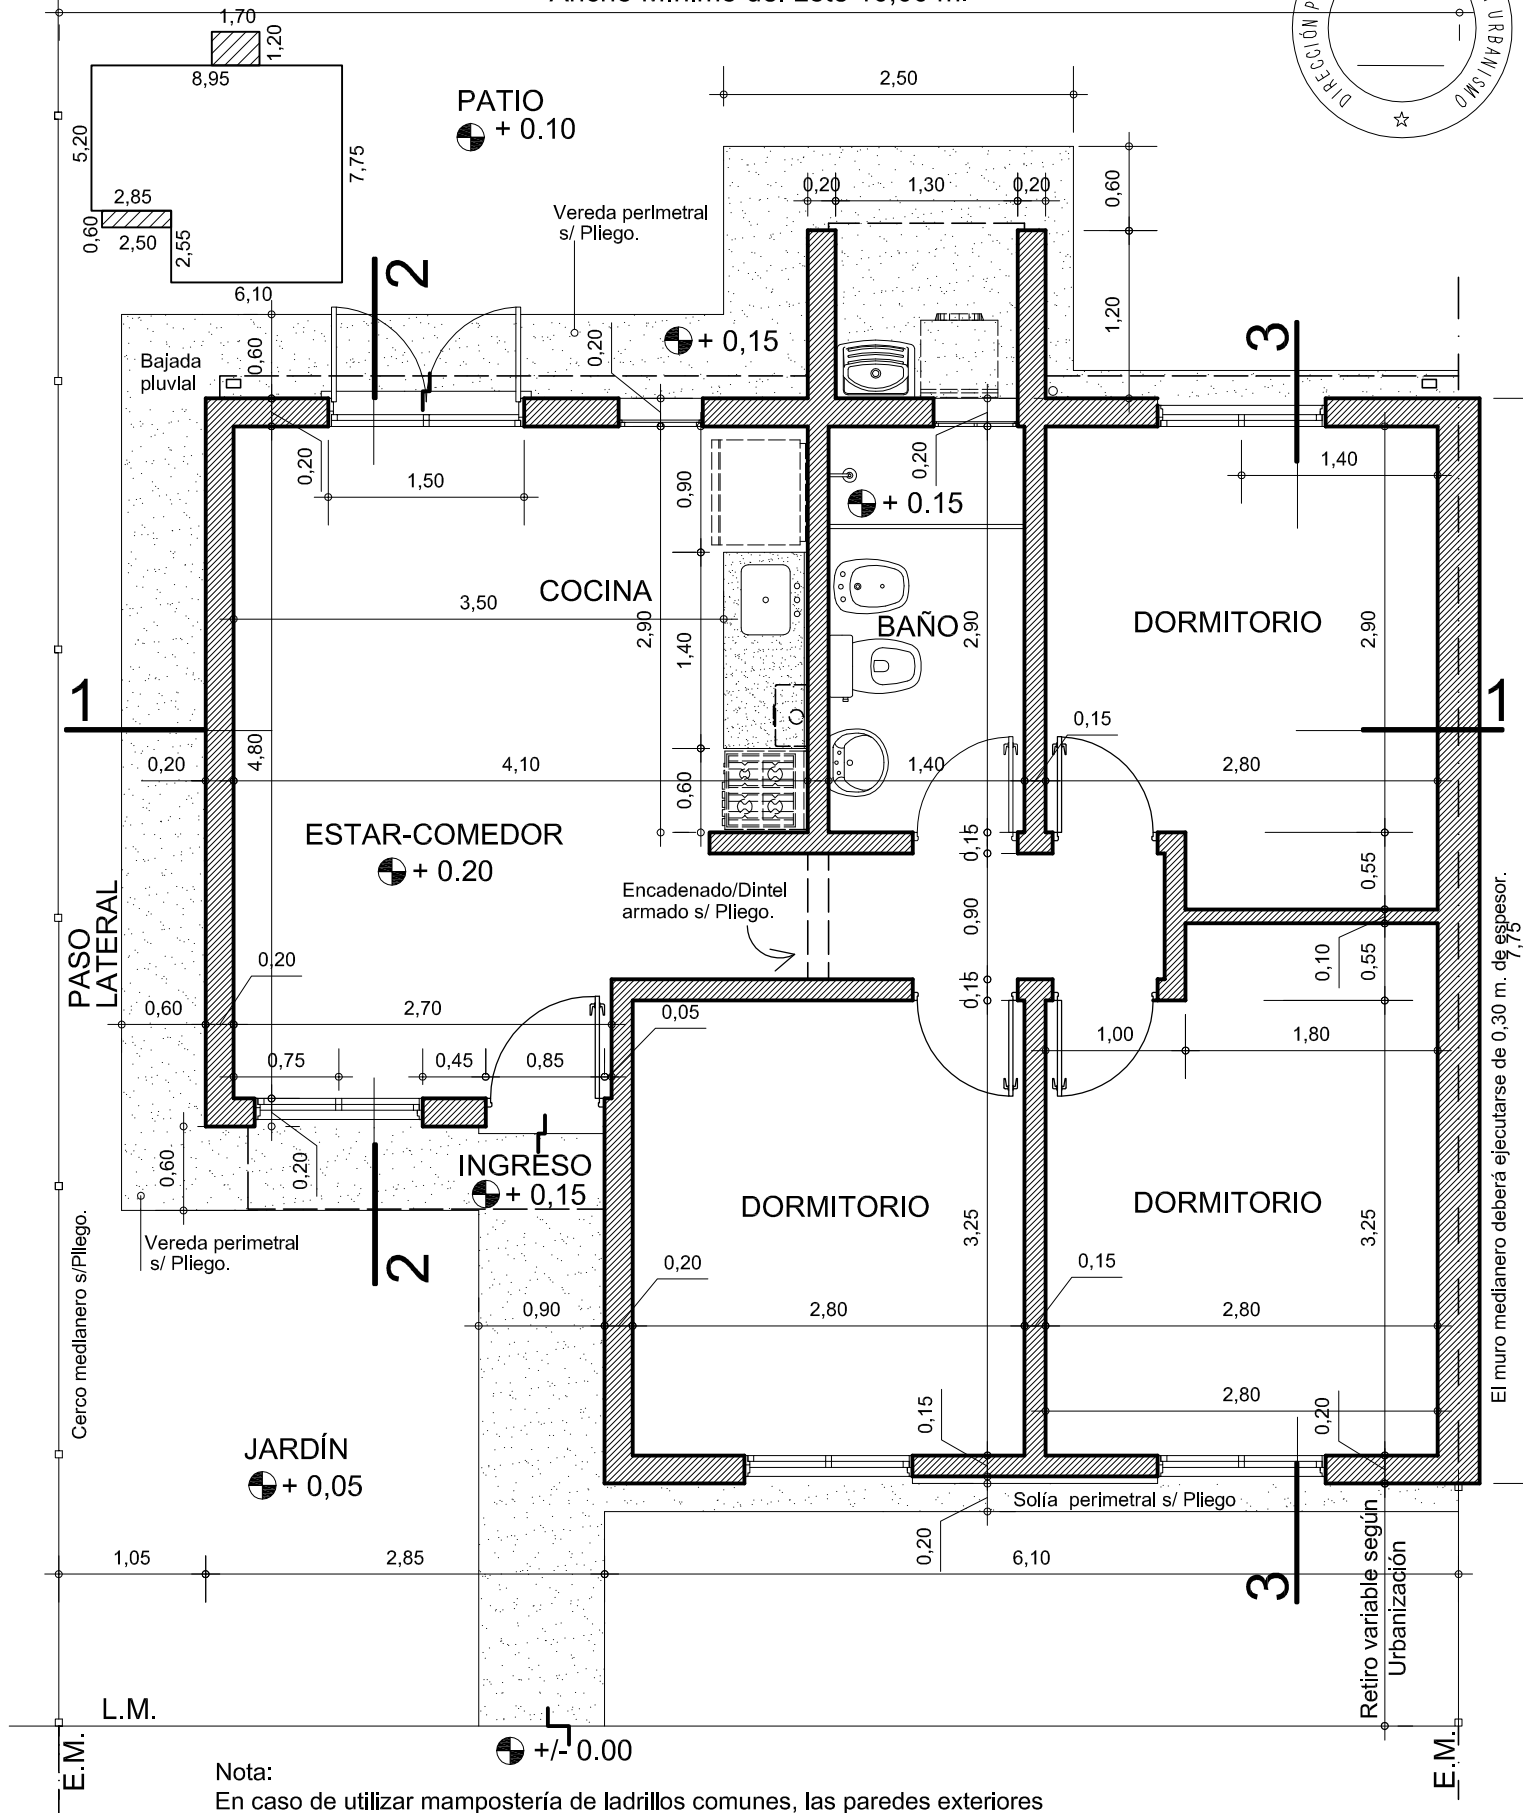 Ancho Mínimo del Lote 10,00 m.
DIRECCIÓN P
URBANISMO
1,70
1,20
8,95
5,20
7,75
2,85
0,60
2,50
2,55
6,10
PATIO
+ 0.10
2,50
0,20
1,30
0,20
0,60
1,20
Vereda perimetral
s/ Pliego.
2
3
0,60
0,20
+ 0,15
Bajada
pluvial
0,20
1,50
0,90
0,20
+ 0.15
1,40
COCINA
3,50
2,90
1,40
BAÑO
2,90
DORMITORIO
2,90
1
1
0,15
0,20
4,80
4,10
0,60
1,40
2,80
ESTAR-COMEDOR
+ 0.20
0,15
0,55
Encadenado/Dintel
armado s/ Pliego.
0,90
PASO
LATERAL
0,20
0,10
0,55
7,75
El muro medianero deberá ejecutarse de 0,30 m. de espesor.
0,15
0,60
2,70
0,05
1,00
1,80
0,75
0,45
0,85
0,60
0,20
INGRESO
+ 0,15
DORMITORIO
DORMITORIO
3,25
3,25
Cerco medianero s/Pliego.
Vereda perimetral
s/ Pliego.
2
0,20
0,15
0,90
2,80
2,80
2,80
0,15
0,20
JARDÍN
+ 0,05
Solía perimetral s/ Pliego
0,20
1,05
2,85
6,10
3
Retiro variable según
Urbanización
L.M.
E.M.
E.M.
+/- 0.00
Nota:
En caso de utilizar mampostería de ladrillos comunes, las paredes exteriores